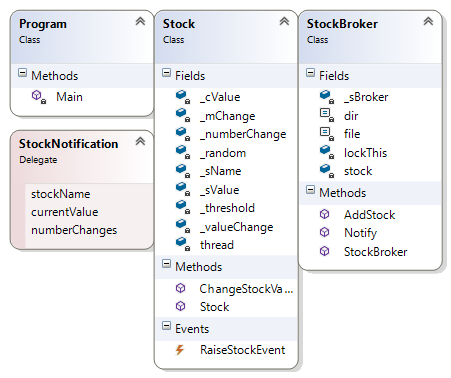 Program
Class
Methods
Main
StockNotification
Delegate
stockName
currentValue
numberChanges
Stock
Class
Fields
_cValue
_mChange
_numberChange
_random
_sName
_sValue
_threshold
_valueChange
thread
Methods
ChangeStockVa...
Stock
Events
RaiseStockEvent
StockBroker
Class
Fields
_sBroker
dir
file
lockThis
stock
Methods
AddStock
Notify
StockBroker